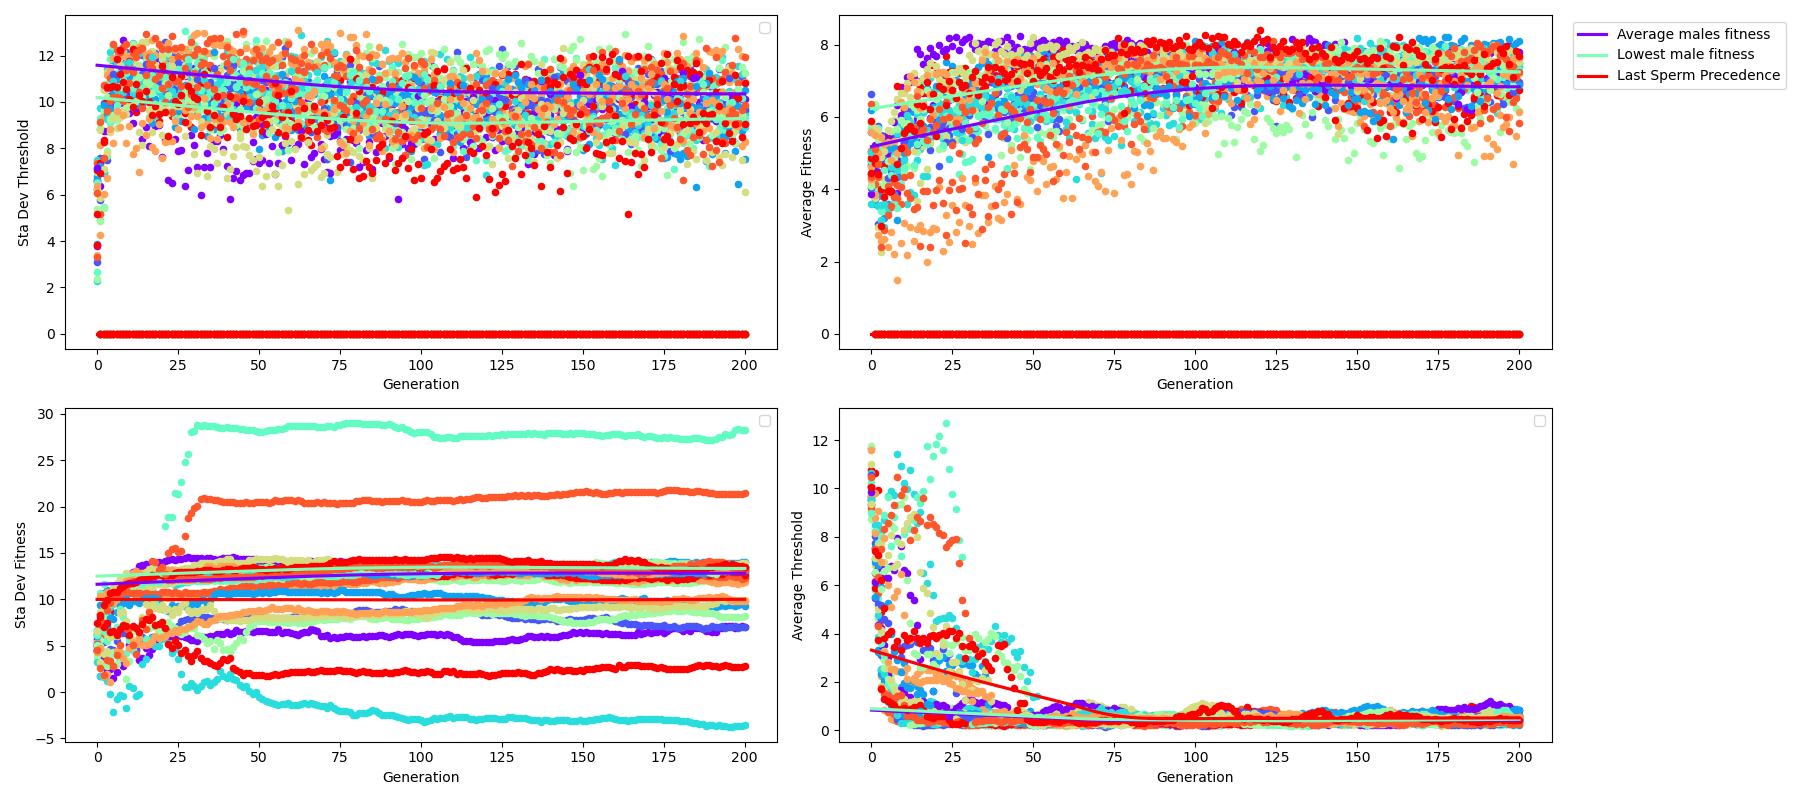 Sta Dev Threshold
12
10
8
6
4
2
0
0 25 50 75 100 125 150 175 200
Generation
Average Fitness
8
6
4
2
0
0 25 50 75 100 125 150 175 200
Generation
Average males fitness
Lowest male fitness
Last Sperm Precedence
Sta Dev Fitness
30
25
20
15
10
5
0
−5
0 25 50 75 100 125 150 175 200
Generation
Average Threshold
12
10
8
6
4
2
0
0 25 50 75 100 125 150 175 200
Generation